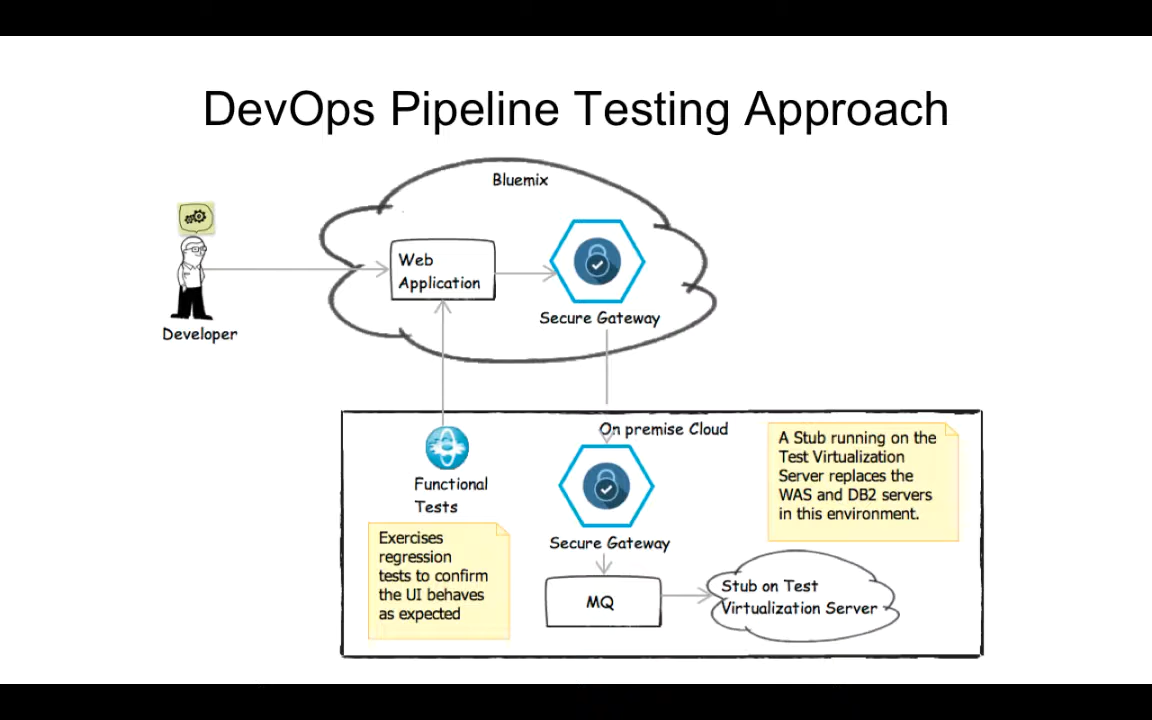 DevOps Pipeline Testing Approach
Bluemix
Web
Application
Secure Gateway
Developer
On premise Cloud
Functional
Tests
Exercises
regression
tests to confirm
the UI behaves
as expected
Secure Gateway
MQ
Stub on Test
Virtualization Server
A Stub running on the
Test Virtualization
Server replaces the
WAS and DB2 servers
in this environment.